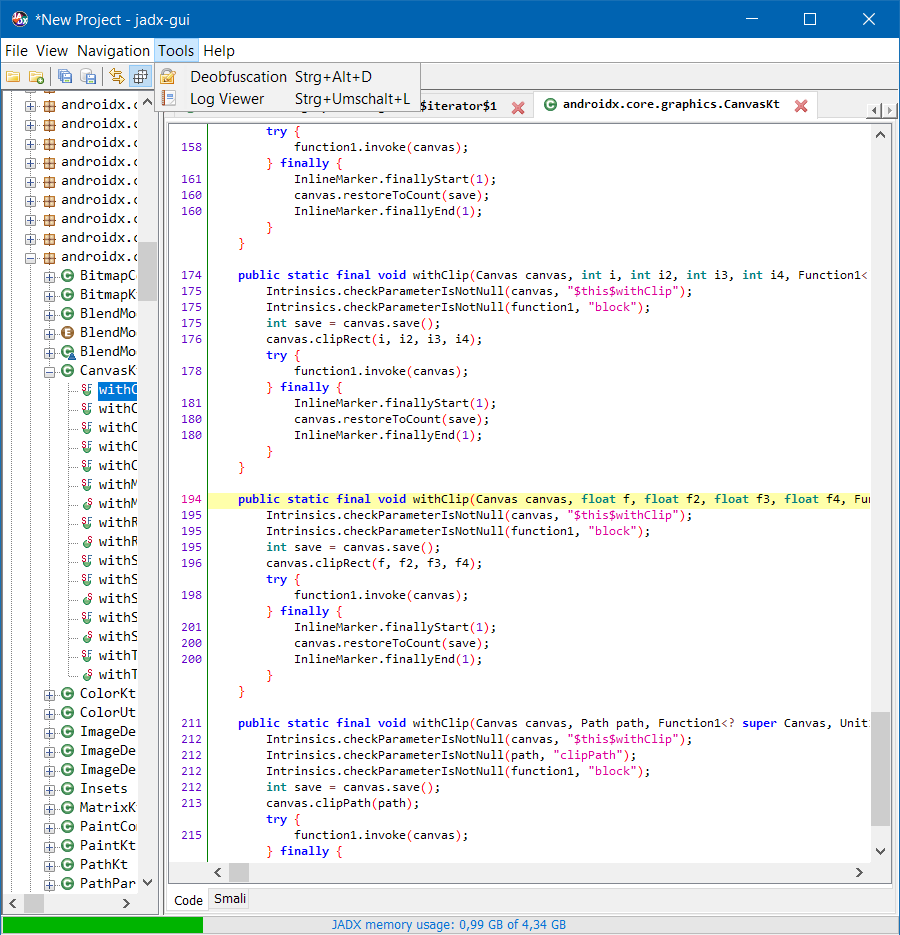 *New Project - jadx-gui
File View Navigation Tools Help
Deobfuscation Strg+Alt+D
Log Viewer Strg+Umschalt+L
$iterator$1 androidx.core.graphics.CanvasKt
androidx.c
androidx.c
androidx.c
androidx.c
androidx.c
androidx.c
androidx.c
androidx.c
androidx.c
BitmapC
BitmapK
BlendMo
BlendMo
BlendMo
CanvasK
withC
withC
withC
withC
withC
withM
withM
withR
withR
withS
withS
withS
withS
withS
withT
withT
ColorKt
ColorUt
ImageDe
ImageDe
ImageDe
Insets
MatrixK
PaintCo
PaintKt
PathKt
PathPar
try {
158 function1.invoke(canvas);
} finally {
161 InlineMarker.finallyStart(1);
160 canvas.restoreToCount(save);
160 InlineMarker.finallyEnd(1);
}
}
174 public static final void withClip(Canvas canvas, int i, int i2, int i3, int i4, Function1<
175 Intrinsics.checkParameterIsNotNull(canvas, "$this$withClip");
175 Intrinsics.checkParameterIsNotNull(function1, "block");
175 int save = canvas.save();
176 canvas.clipRect(i, i2, i3, i4);
try {
178 function1.invoke(canvas);
} finally {
181 InlineMarker.finallyStart(1);
180 canvas.restoreToCount(save);
180 InlineMarker.finallyEnd(1);
}
}
194 public static final void withClip(Canvas canvas, float f, float f2, float f3, float f4, Fun
195 Intrinsics.checkParameterIsNotNull(canvas, "$this$withClip");
195 Intrinsics.checkParameterIsNotNull(function1, "block");
195 int save = canvas.save();
196 canvas.clipRect(f, f2, f3, f4);
try {
198 function1.invoke(canvas);
} finally {
201 InlineMarker.finallyStart(1);
200 canvas.restoreToCount(save);
200 InlineMarker.finallyEnd(1);
}
}
211 public static final void withClip(Canvas canvas, Path path, Function1<? super Canvas, Unit
212 Intrinsics.checkParameterIsNotNull(canvas, "$this$withClip");
212 Intrinsics.checkParameterIsNotNull(path, "clipPath");
212 Intrinsics.checkParameterIsNotNull(function1, "block");
212 int save = canvas.save();
213 canvas.clipPath(path);
try {
215 function1.invoke(canvas);
} finally {
Code Smali
JADX memory usage: 0,99 GB of 4,34 GB